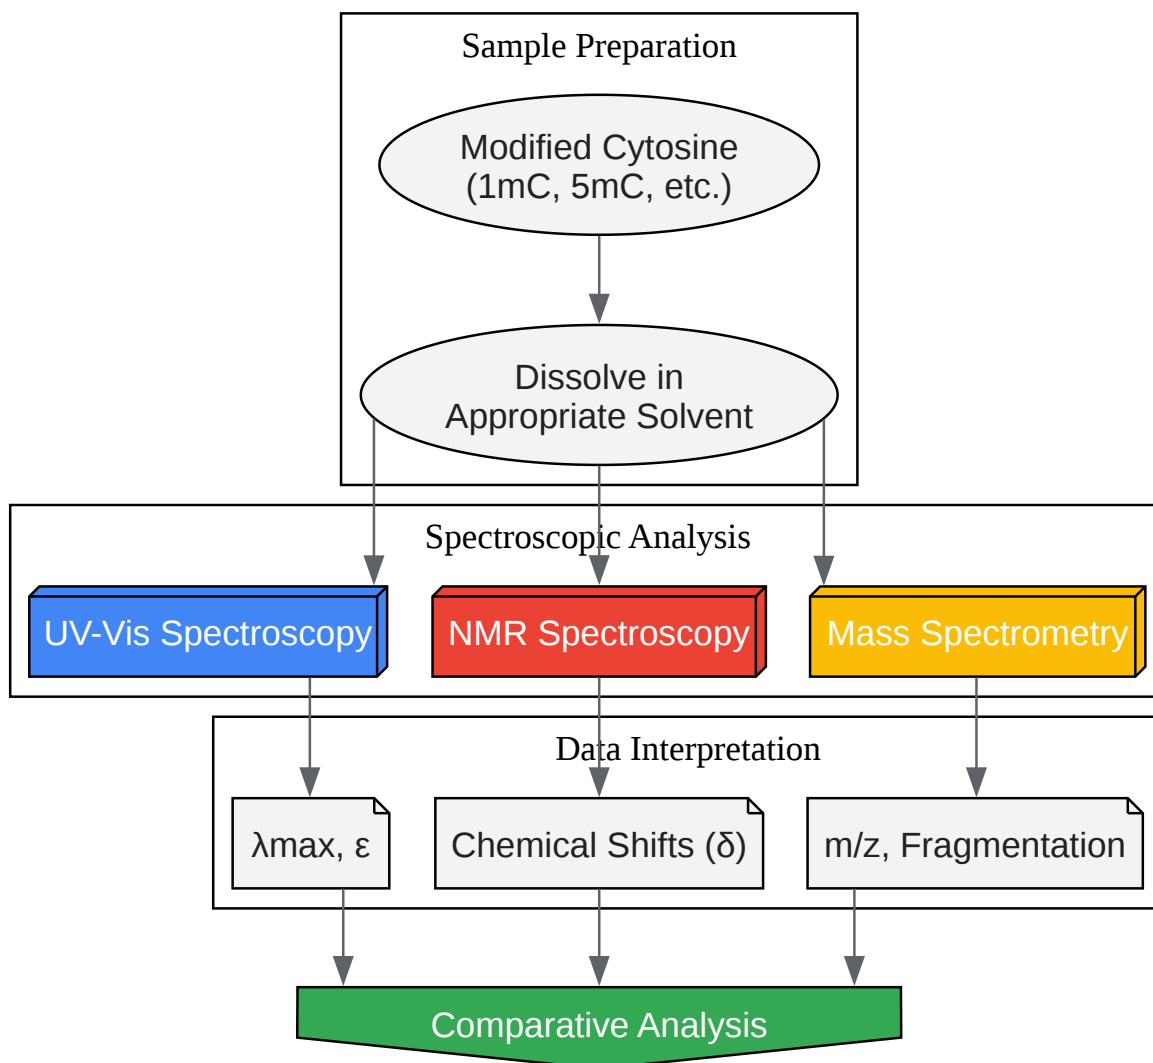 Sample Preparation
Modified Cytosine
(1mC, 5mC, etc.)
Dissolve in
Appropriate Solvent
Spectroscopic Analysis
UV-Vis Spectroscopy
NMR Spectroscopy
Mass Spectrometry
Data Interpretation
λmax, ε
Chemical Shifts (δ)
m/z, Fragmentation
Comparative Analysis